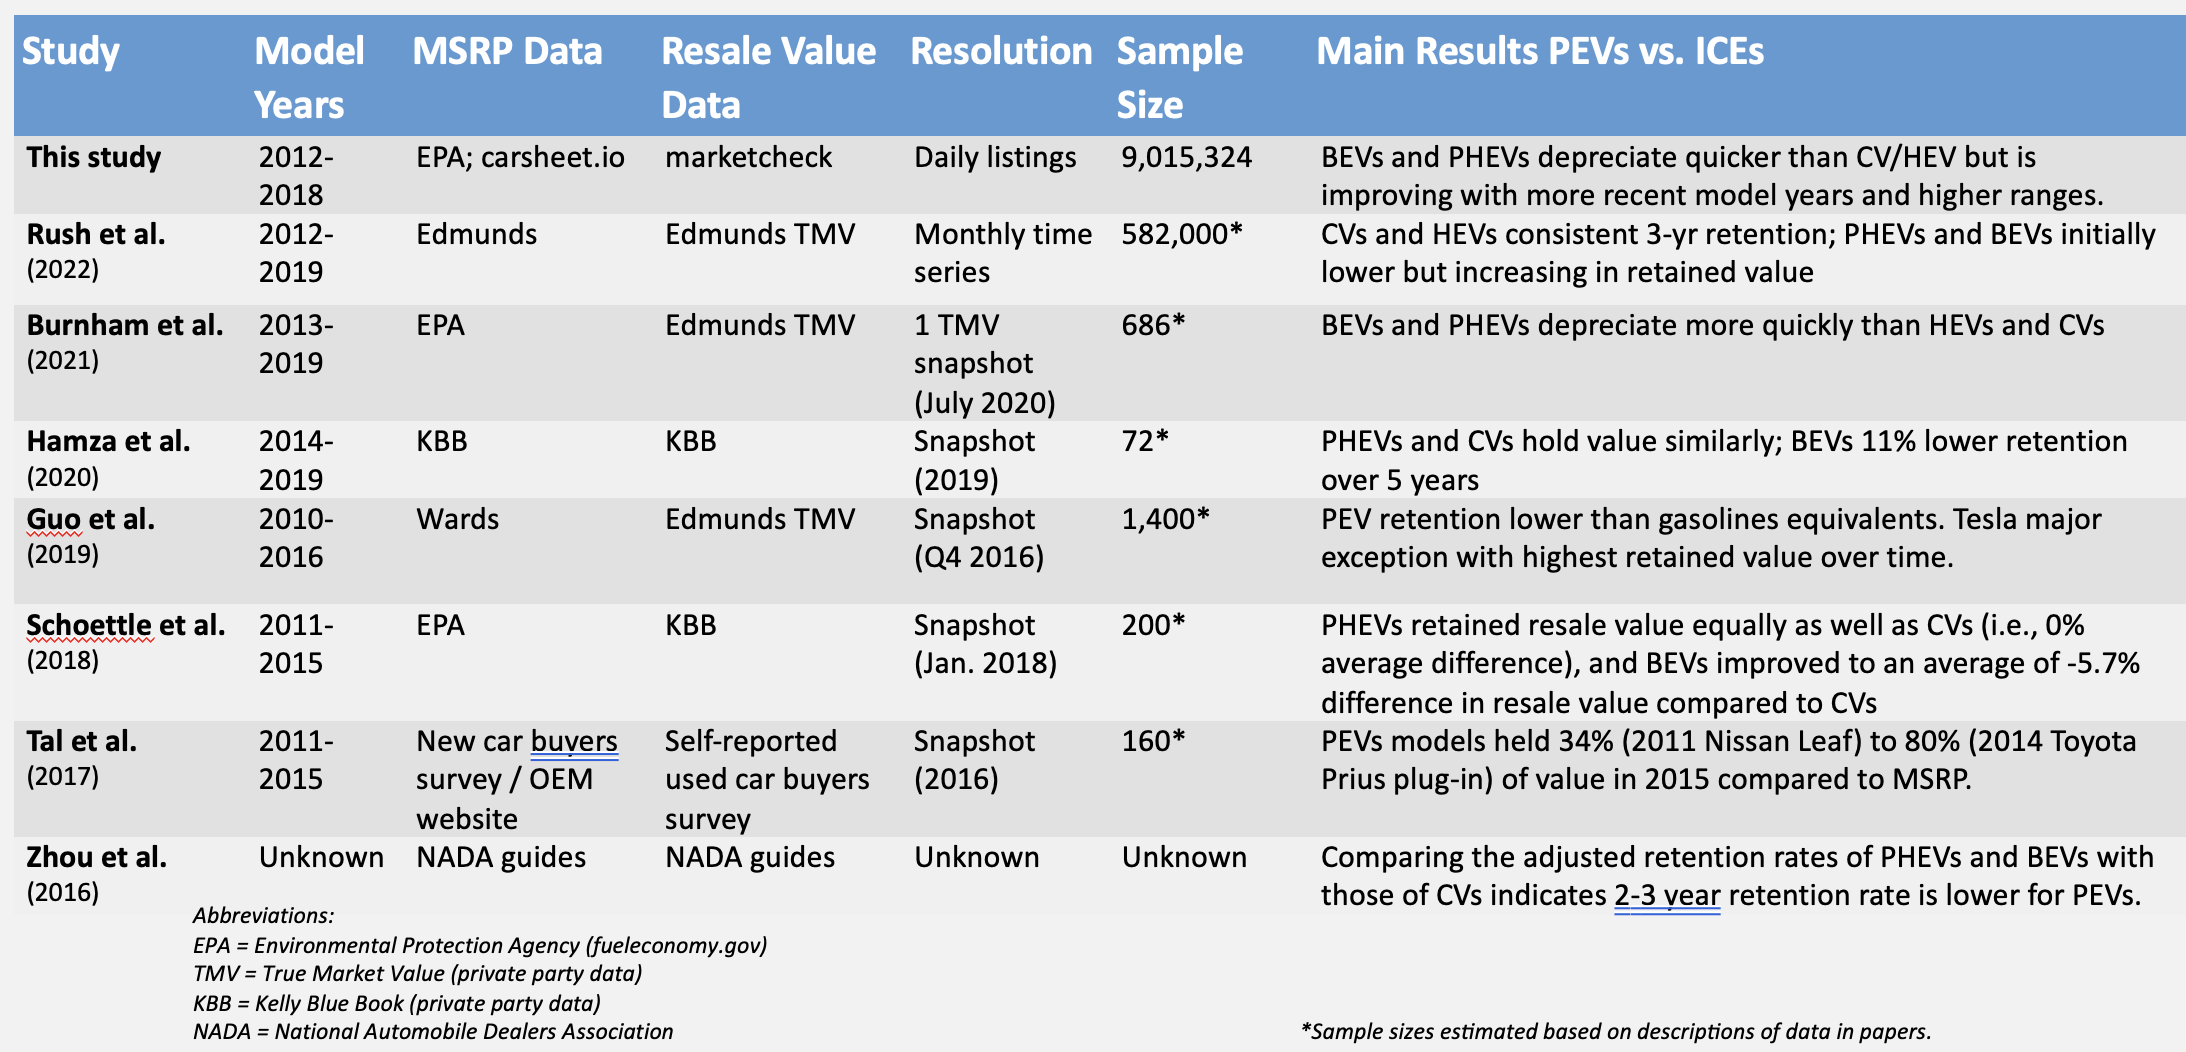 Study Model Years MSRP Data Resale Value Data Resolution Sample Size Main Results PEVs vs. ICEs
This study 2012-2018 EPA; carsheet.io marketcheck Daily listings 9,015,324 BEVs and PHEVs depreciate quicker than CV/HEV but is improving with more recent model years and higher ranges.
Rush et al. (2022) 2012-2019 Edmunds Edmunds TMV Monthly time series 582,000* CVs and HEVs consistent 3-yr retention; PHEVs and BEVs initially lower but increasing in retained value
Burnham et al. (2021) 2013-2019 EPA Edmunds TMV 1 TMV snapshot (July 2020) 686* BEVs and PHEVs depreciate more quickly than HEVs and CVs
Hamza et al. (2020) 2014-2019 KBB KBB Snapshot (2019) 72* PHEVs and CVs hold value similarly; BEVs 11% lower retention over 5 years
Guo et al. (2019) 2010-2016 Wards Edmunds TMV Snapshot (Q4 2016) 1,400* PEV retention lower than gasolines equivalents. Tesla major exception with highest retained value over time.
Schoettle et al. (2018) 2011-2015 EPA KBB Snapshot (Jan. 2018) 200* PHEVs retained resale value equally as well as CVs (i.e., 0% average difference), and BEVs improved to an average of -5.7% difference in resale value compared to CVs
Tal et al. (2017) 2011-2015 New car buyers survey / OEM website Self-reported used car buyers survey Snapshot (2016) 160* PEVs models held 34% (2011 Nissan Leaf) to 80% (2014 Toyota Prius plug-in) of value in 2015 compared to MSRP.
Zhou et al. (2016) Unknown NADA guides NADA guides Unknown Unknown Comparing the adjusted retention rates of PHEVs and BEVs with those of CVs indicates 2-3 year retention rate is lower for PEVs.
Abbreviations:
EPA = Environmental Protection Agency (fueleconomy.gov)
TMV = True Market Value (private party data)
KBB = Kelly Blue Book (private party data)
NADA = National Automobile Dealers Association
*Sample sizes estimated based on descriptions of data in papers.